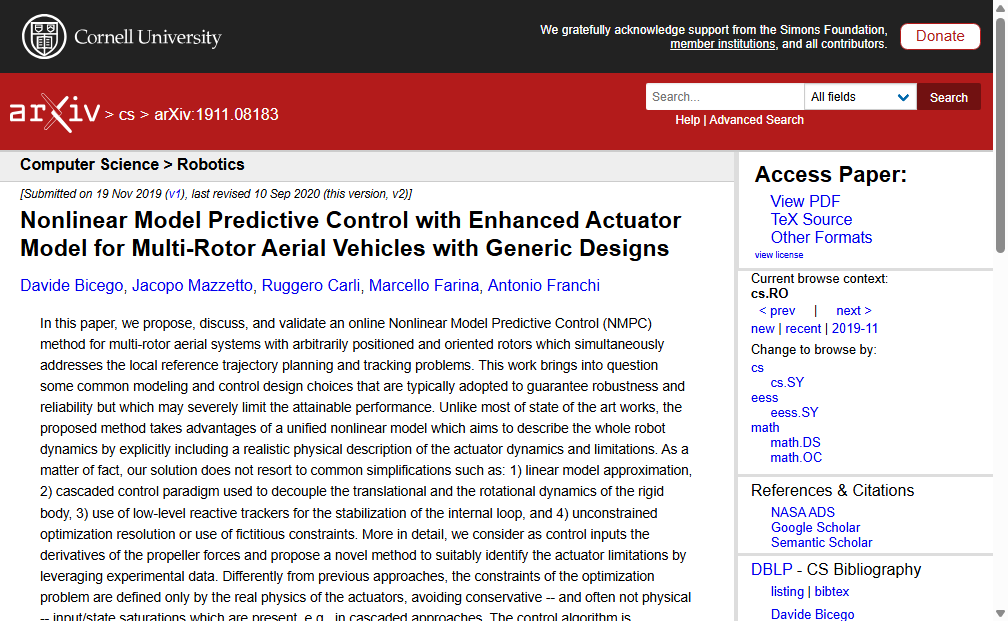 Cornell University
We gratefully acknowledge support from the Simons Foundation,
member institutions, and all contributors.
Donate
arXiv > cs > arXiv:1911.08183
Search...
All fields
Search
Help | Advanced Search
Computer Science > Robotics
[Submitted on 19 Nov 2019 (v1), last revised 10 Sep 2020 (this version, v2)]
Nonlinear Model Predictive Control with Enhanced Actuator
Model for Multi-Rotor Aerial Vehicles with Generic Designs
Davide Bicego, Jacopo Mazzetto, Ruggero Carli, Marcello Farina, Antonio Franchi
In this paper, we propose, discuss, and validate an online Nonlinear Model Predictive Control (NMPC)
method for multi-rotor aerial systems with arbitrarily positioned and oriented rotors which simultaneously
addresses the local reference trajectory planning and tracking problems. This work brings into question
some common modeling and control design choices that are typically adopted to guarantee robustness and
reliability but which may severely limit the attainable performance. Unlike most of state of the art works, the
proposed method takes advantages of a unified nonlinear model which aims to describe the whole robot
dynamics by explicitly including a realistic physical description of the actuator dynamics and limitations. As a
matter of fact, our solution does not resort to common simplifications such as: 1) linear model approximation,
2) cascaded control paradigm used to decouple the translational and the rotational dynamics of the rigid
body, 3) use of low-level reactive trackers for the stabilization of the internal loop, and 4) unconstrained
optimization resolution or use of fictitious constraints. More in detail, we consider as control inputs the
derivatives of the propeller forces and propose a novel method to suitably identify the actuator limitations by
leveraging experimental data. Differently from previous approaches, the constraints of the optimization
problem are defined only by the real physics of the actuators, avoiding conservative -- and often not physical
-- input/state saturations which are present, e.g., in cascaded approaches. The control algorithm is
Access Paper:
View PDF
TeX Source
Other Formats
view license
Current browse context:
cs.RO
< prev | next >
new | recent | 2019-11
Change to browse by:
cs
cs.SY
eess
eess.SY
math
math.DS
math.OC
References & Citations
NASA ADS
Google Scholar
Semantic Scholar
DBLP - CS Bibliography
listing | bibtex
Davide Bicego